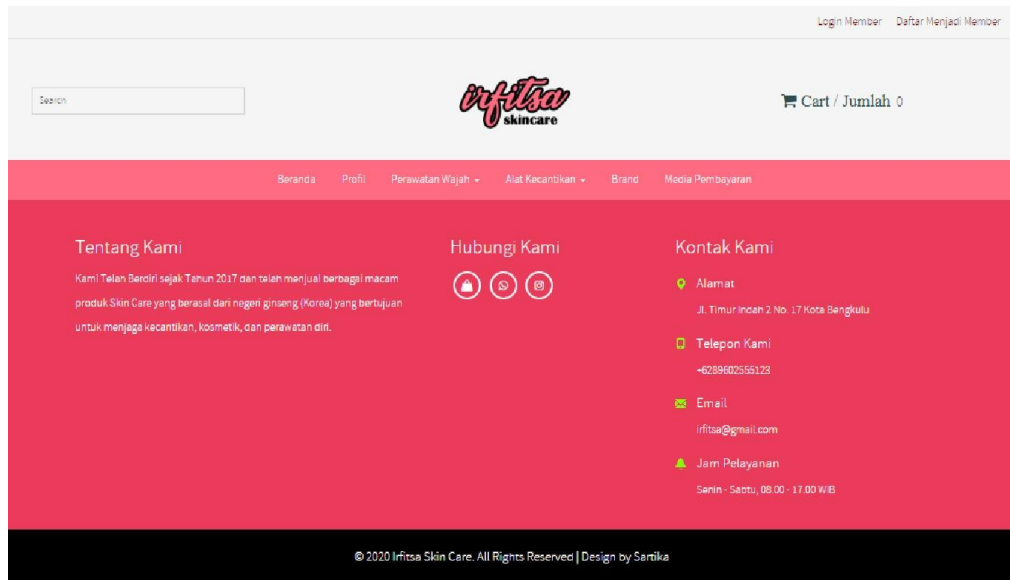 Login Member Daftar Menjadi Member
Search
irfitsa
skincare
Cart / Jumlah 0
Beranda Profil Perawatan Wajah Alat Kecantikan Brand Media Pembayaran
Tentang Kami
Kami Telah Berdiri sejak Tahun 2017 dan telah menjual berbagai macam
produk Skin Care yang berasal dari negeri ginseng (Korea) yang bertujuan
untuk menjaga kecantikan, kosmetik, dan perawatan diri.
Hubungi Kami
Kontak Kami
Alamat
Jl. Timur Indah 2 No. 17 Kota Bengkulu
Telepon Kami
+6289602555123
Email
irfitsa@gmail.com
Jam Pelayanan
Senin - Sabtu, 08.00 - 17.00 WIB
© 2020 Irfitsa Skin Care. All Rights Reserved | Design by Sartika